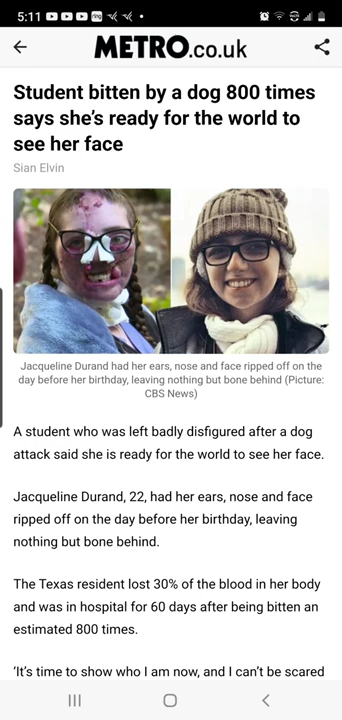 5:11
ring
METRO.co.uk
Student bitten by a dog 800 times
says she's ready for the world to
see her face
Sian Elvin
Jacqueline Durand had her ears, nose and face ripped off on the
day before her birthday, leaving nothing but bone behind (Picture:
CBS News)
A student who was left badly disfigured after a dog
attack said she is ready for the world to see her face.
Jacqueline Durand, 22, had her ears, nose and face
ripped off on the day before her birthday, leaving
nothing but bone behind.
The Texas resident lost 30% of the blood in her body
and was in hospital for 60 days after being bitten an
estimated 800 times.
'It's time to show who I am now, and I can't be scared